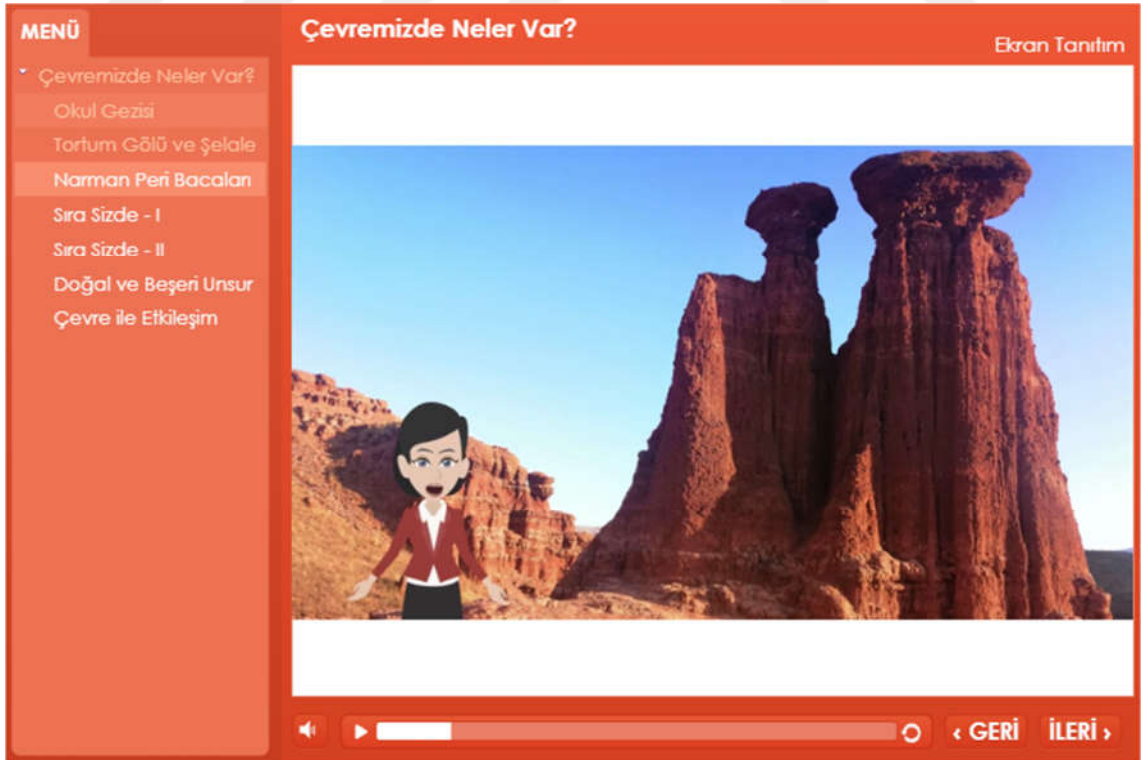 MENÜ
Çevremizde Neler Var?
Okul Gezisi
Tortum Gölü ve Şelale
Narman Peri Bacaları
Sıra Sizde - I
Sıra Sizde - II
Doğal ve Beşeri Unsur
Çevre ile Etkileşim
Çevremizde Neler Var?
Ekran Tanıtım
‹ GERİ
İLERİ ›